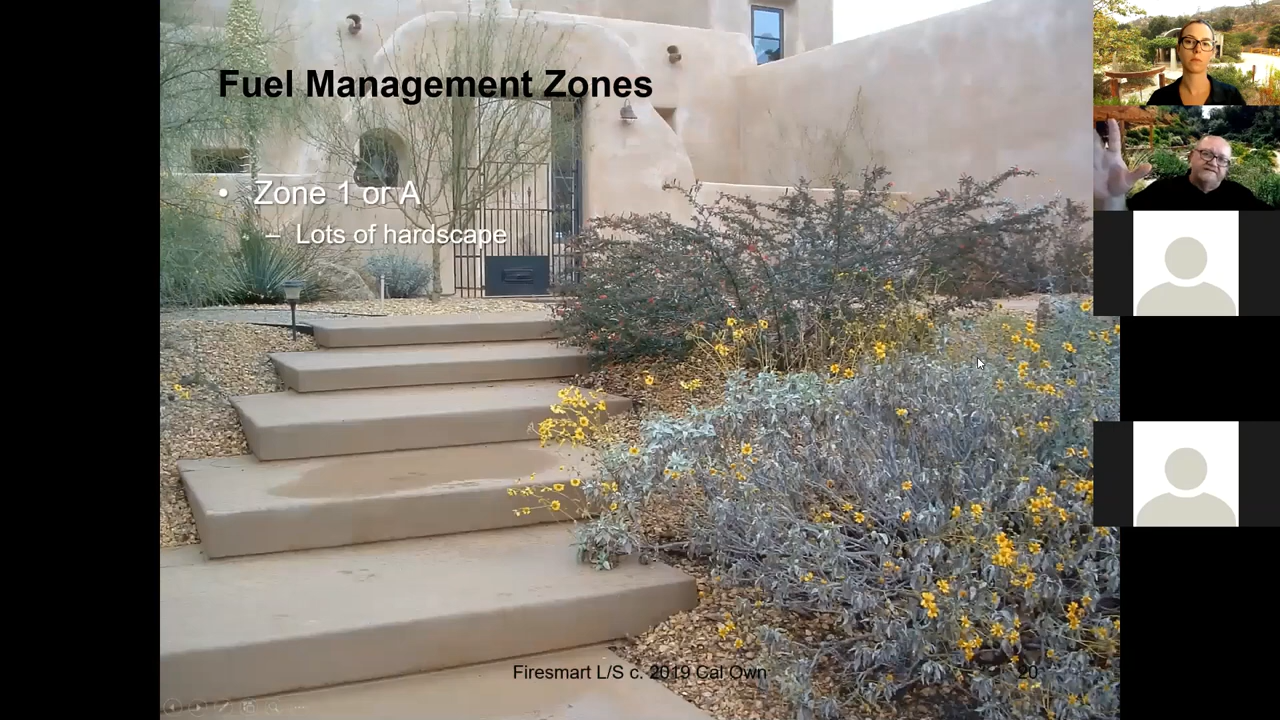 Fuel Management Zones
• Zone 1 or A
– Lots of hardscape
Firesmart L/S c. 2019 Cal Own
20